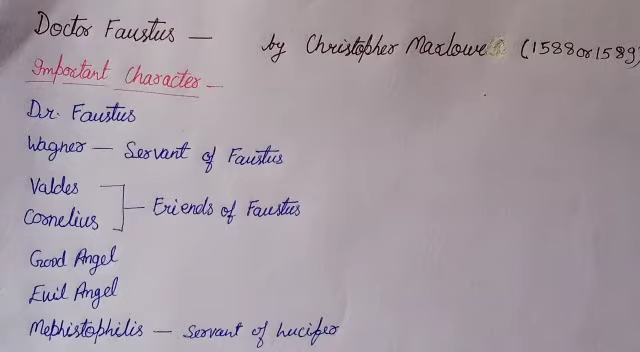 Doctor Faustus — by Christopher Marlowe (1588 or 1589)
Important Character —
Dr. Faustus
Wagner — Servant of Faustus
Valdes
Cornelius — Friends of Faustus
Good Angel
Evil Angel
Mephistophilis — Servant of Lucifer